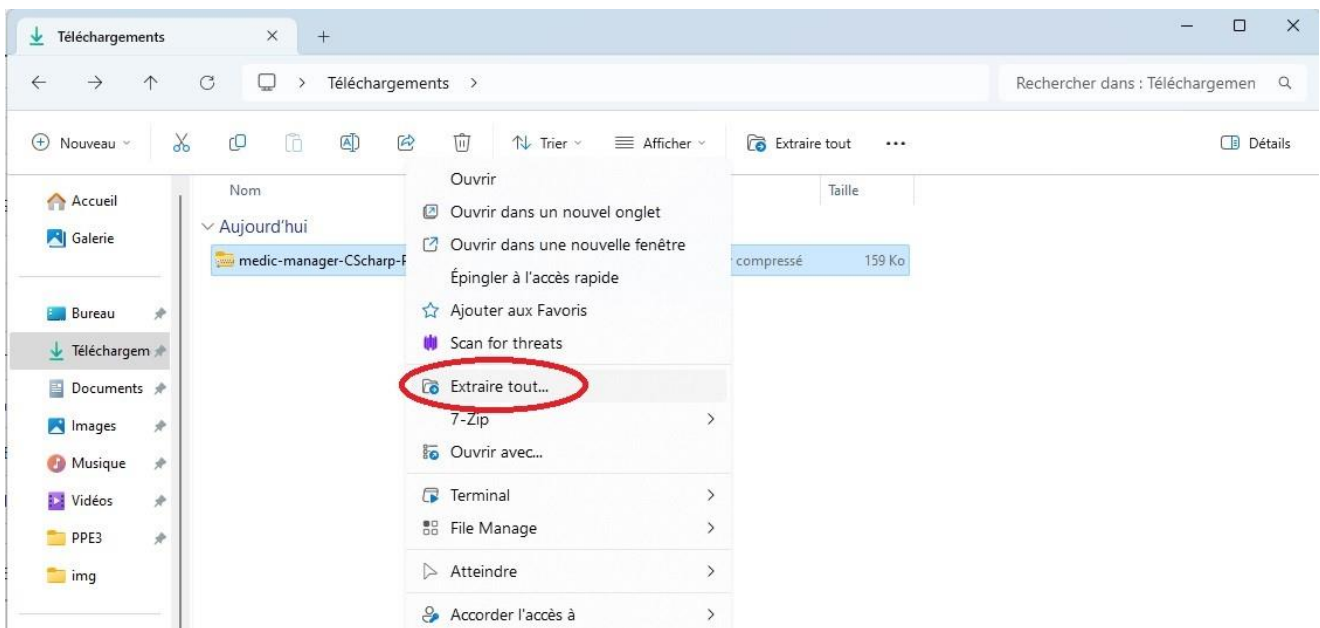 Téléchargements
Téléchargements
Rechercher dans : Téléchargemen
Nouveau
Trier
Afficher
Extraire tout
Détails
Accueil
Galerie
Bureau
Téléchargem
Documents
Images
Musique
Vidéos
PPE3
img
Nom
Taille
Aujourd'hui
medic-manager-CScharp-P
compressé
159 Ko
Ouvrir
Ouvrir dans un nouvel onglet
Ouvrir dans une nouvelle fenêtre
Épingler à l'accès rapide
Ajouter aux Favoris
Scan for threats
Extraire tout...
7-Zip
Ouvrir avec...
Terminal
File Manage
Atteindre
Accorder l'accès à